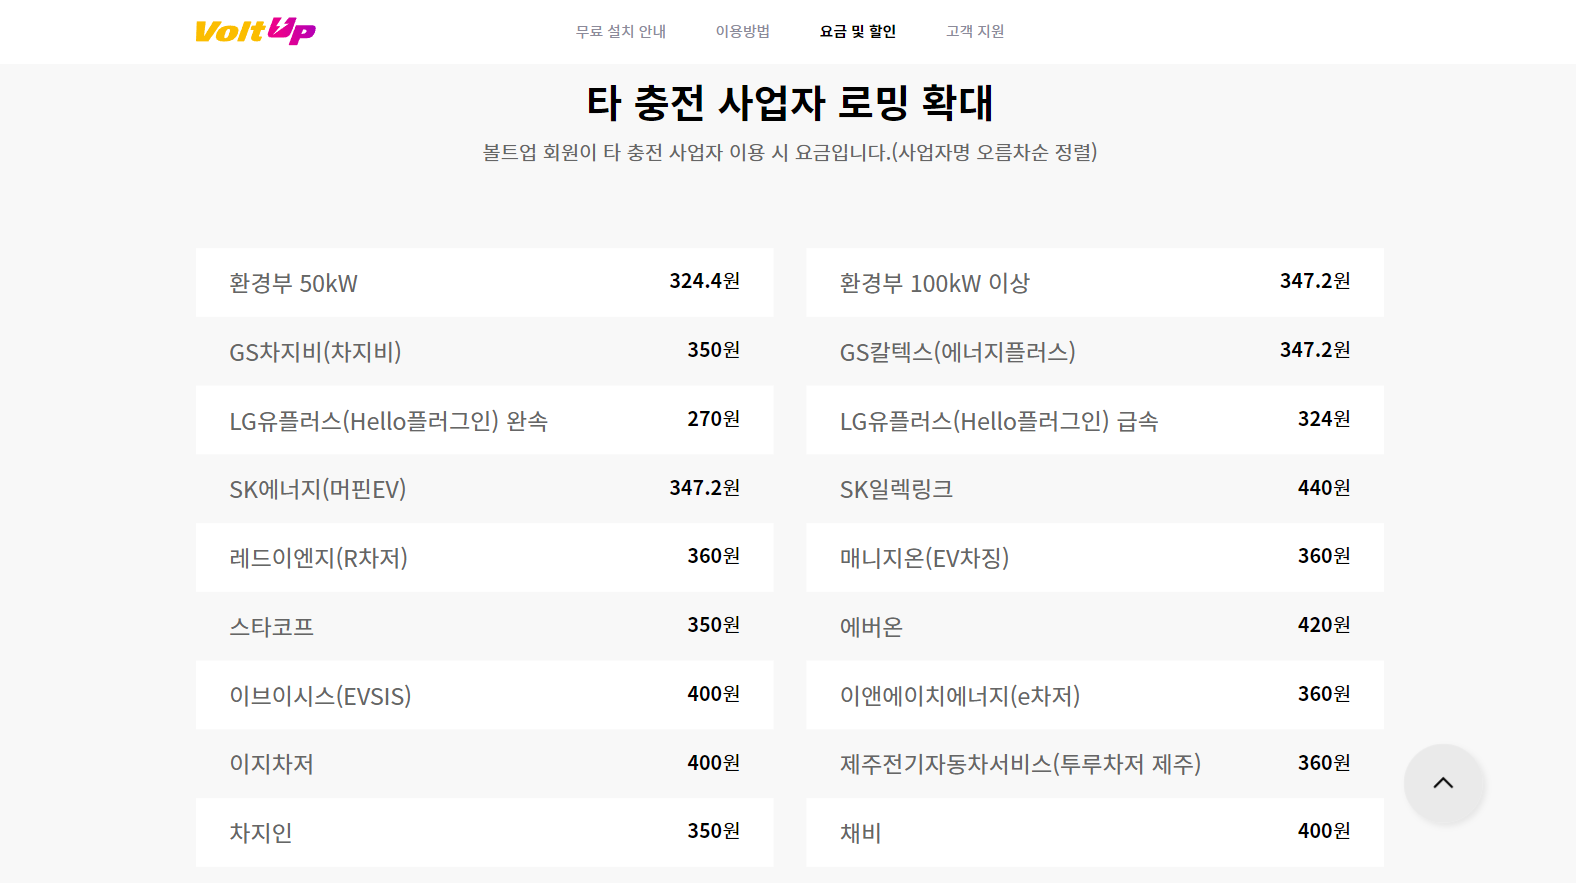 Volt Up
무료 설치 안내
이용방법
요금 및 할인
고객 지원
타 충전 사업자 로밍 확대
볼트업 회원이 타 충전 사업자 이용 시 요금입니다.(사업자명 오름차순 정렬)
환경부 50kW 324.4원
환경부 100kW 이상 347.2원
GS차지비(차지비) 350원
GS칼텍스(에너지플러스) 347.2원
LG유플러스(Hello플러그인) 완속 270원
LG유플러스(Hello플러그인) 급속 324원
SK에너지(머핀EV) 347.2원
SK일렉링크 440원
레드이엔지(R차저) 360원
매니지온(EV차징) 360원
스타코프 350원
에버온 420원
이브이시스(EVSIS) 400원
이앤에이치에너지(e차저) 360원
이지차저 400원
제주전기자동차서비스(투루차저 제주) 360원
차지인 350원
채비 400원